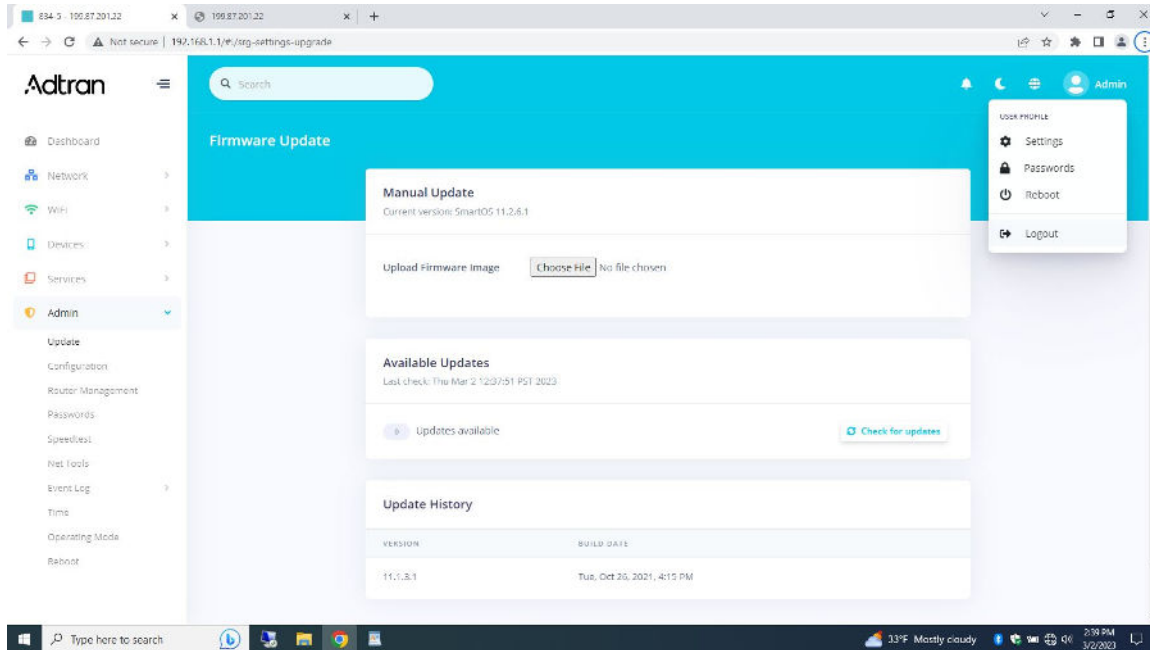 834-5 - 199.87.201.22
199.87.201.22
Not secure
192.168.1.1/#/srg-settings-upgrade
Adtran
Search
Admin
Firmware Update
USER PROFILE
Settings
Passwords
Reboot
Logout
Dashboard
Network
WiFi
Devices
Services
Admin
Update
Configuration
Router Management
Passwords
Speedtest
Net Tools
Event Log
Time
Operating Mode
Reboot
Manual Update
Current version: SmartOS 11.2.6.1
Upload Firmware Image
Choose File No file chosen
Available Updates
Last check: Thu Mar 2 12:37:51 PST 2023
Updates available
Check for updates
Update History
VERSION BUILD DATE
11.1.3.1 Tue, Oct 26, 2021, 4:15 PM
Type here to search
33°F Mostly cloudy
2:39 PM
3/2/2023